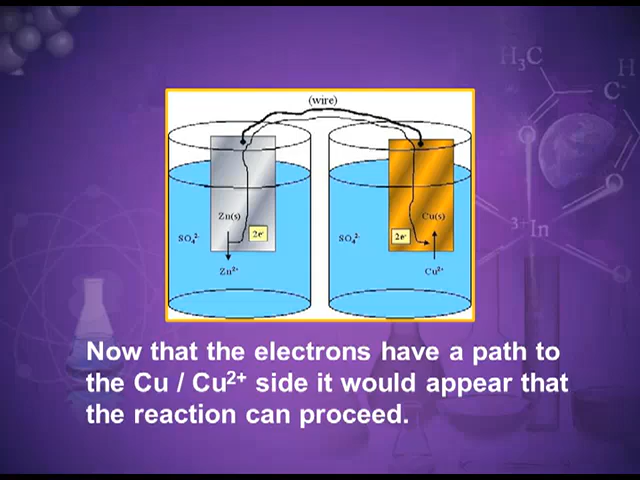 H₃C
H
C-
³⁺In
(wire)
Zn(s)
2e⁻
SO₄²⁻
Zn²⁺
Cu(s)
2e⁻
SO₄²⁻
Cu²⁺
Now that the electrons have a path to
the Cu / Cu²⁺ side it would appear that
the reaction can proceed.